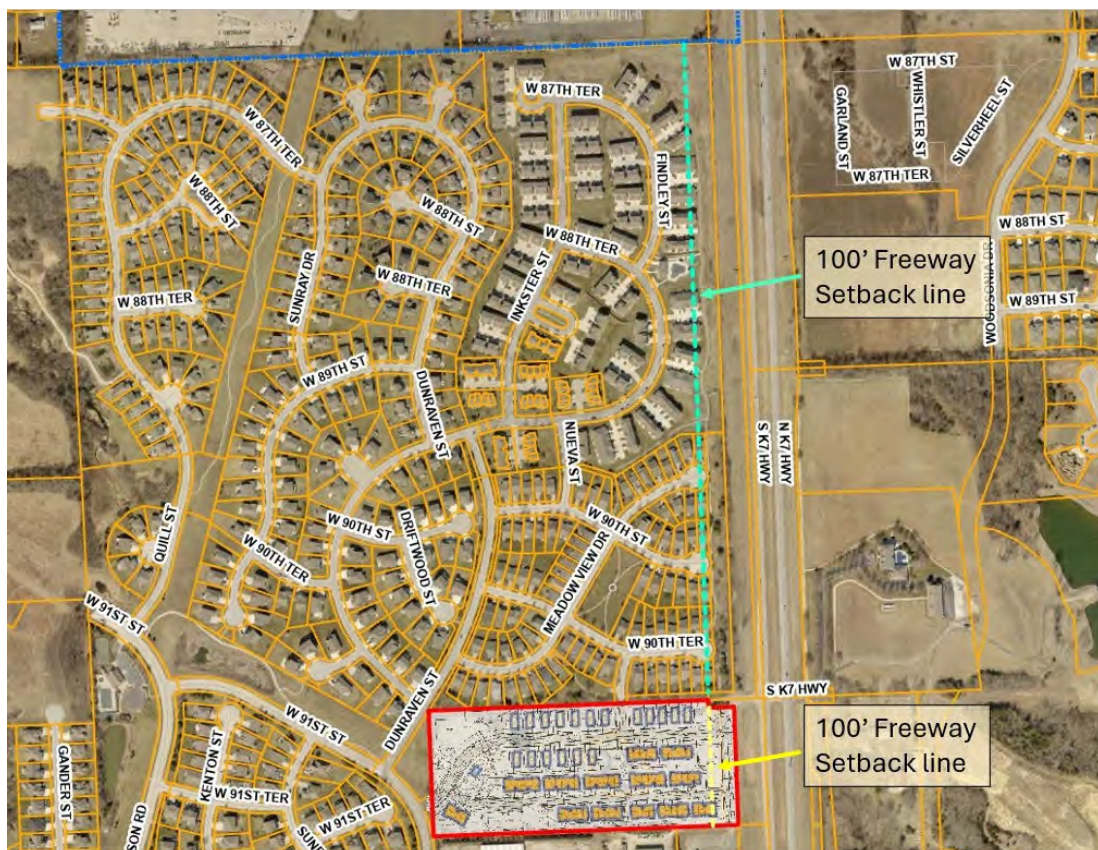 W 87TH ST
WHISTLER ST
GARLAND ST
SILVERHEEL ST
W 87TH TER
W 87TH TER
W 87TH TER
FINDLEY ST
W 88TH ST
W 88TH ST
W 88TH ST
W 88TH TER
INKSTER ST
SUNRAY DR
W 88TH TER
W 88TH TER
100' Freeway
Setback line
WOODSONIA DR
W 89TH ST
W 89TH ST
DUNRAVEN ST
NUEVA ST
S K7 HWY
N K7 HWY
QUILL ST
W 90TH ST
DRIFTWOOD ST
W 90TH ST
W 90TH TER
MEADOW VIEW DR
W 90TH TER
W 91ST ST
S K7 HWY
DUNRAVEN ST
W 91ST ST
100' Freeway
Setback line
GANDER ST
KENTON ST
W 91ST TER
SON RD
SUN
W 91ST TER